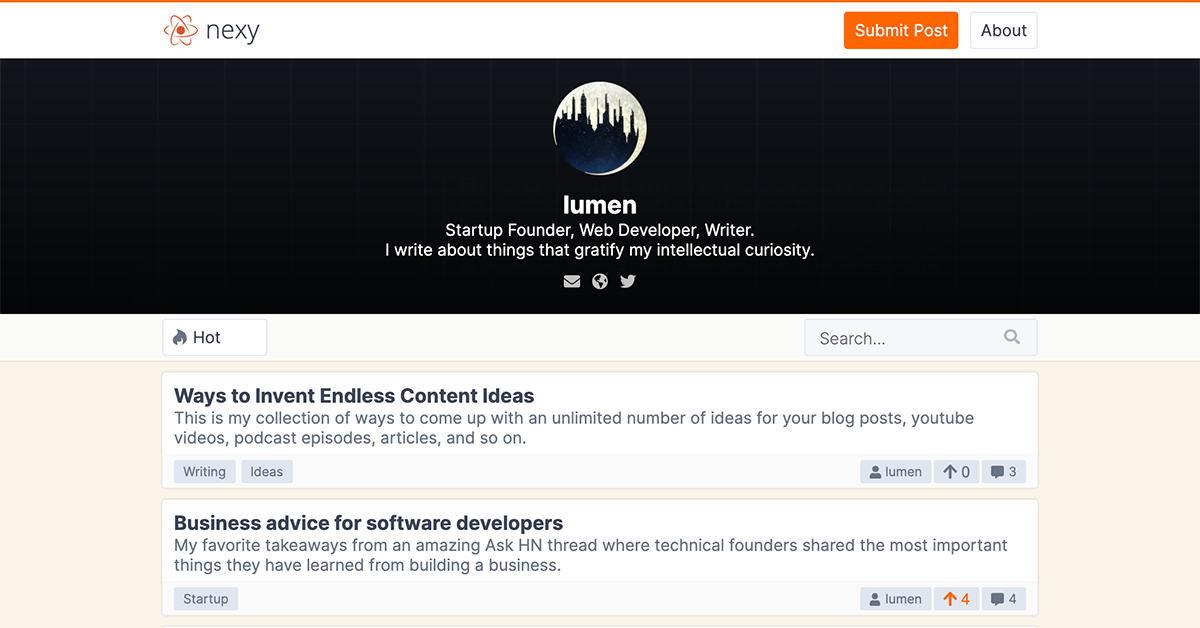 nexy
Submit Post
About
lumen
Startup Founder, Web Developer, Writer.
I write about things that gratify my intellectual curiosity.
Hot
Search...
Ways to Invent Endless Content Ideas
This is my collection of ways to come up with an unlimited number of ideas for your blog posts, youtube
videos, podcast episodes, articles, and so on.
Writing Ideas lumen 0 3
Business advice for software developers
My favorite takeaways from an amazing Ask HN thread where technical founders shared the most important
things they have learned from building a business.
Startup lumen 4 4